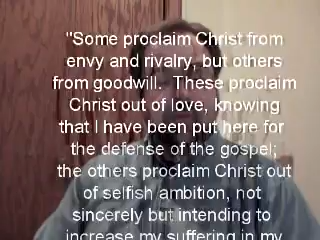 "Some proclaim Christ from
envy and rivalry, but others
from goodwill. These proclaim
Christ out of love, knowing
that I have been put here for
the defense of the gospel;
the others proclaim Christ out
of selfish ambition, not
sincerely but intending to
increase my suffering in my